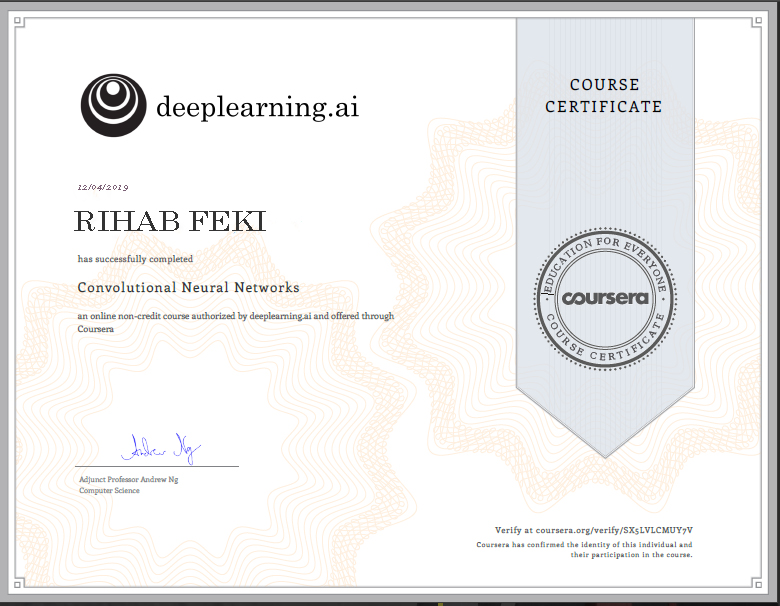 deeplearning.ai
COURSE
CERTIFICATE
12/04/2019
RIHAB FEKI
has successfully completed
Convolutional Neural Networks
an online non-credit course authorized by deeplearning.ai and offered through
Coursera
EDUCATION FOR EVERYONE
coursera
COURSE CERTIFICATE
Andrew Ng
Adjunct Professor Andrew Ng
Computer Science
Verify at coursera.org/verify/SX5LVLCMUY7V
Coursera has confirmed the identity of this individual and
their participation in the course.